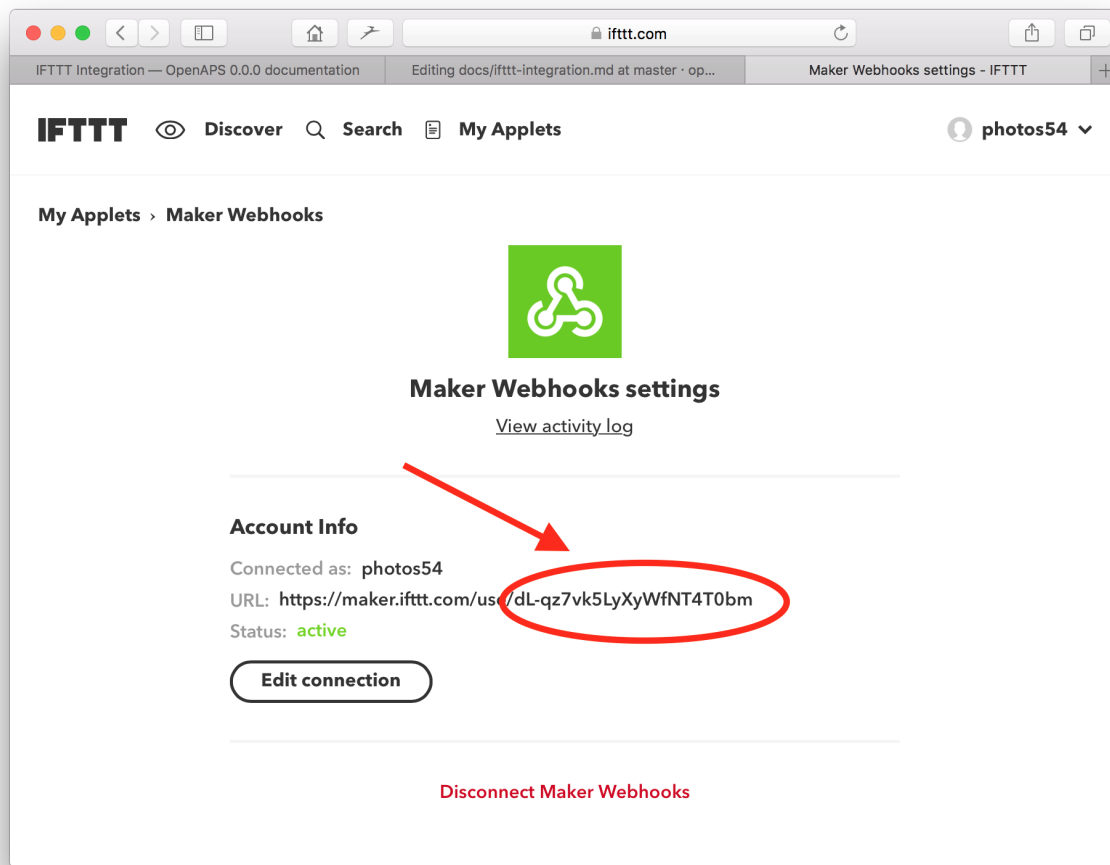 ifttt.com
IFTTT Integration — OpenAPS 0.0.0 documentation
Editing docs/ifttt-integration.md at master · op...
Maker Webhooks settings - IFTTT
IFTTT Discover Search My Applets photos54
My Applets › Maker Webhooks
Maker Webhooks settings
View activity log
Account Info
Connected as: photos54
URL: https://maker.ifttt.com/use/dL-qz7vk5LyXyWfNT4T0bm
Status: active
Edit connection
Disconnect Maker Webhooks